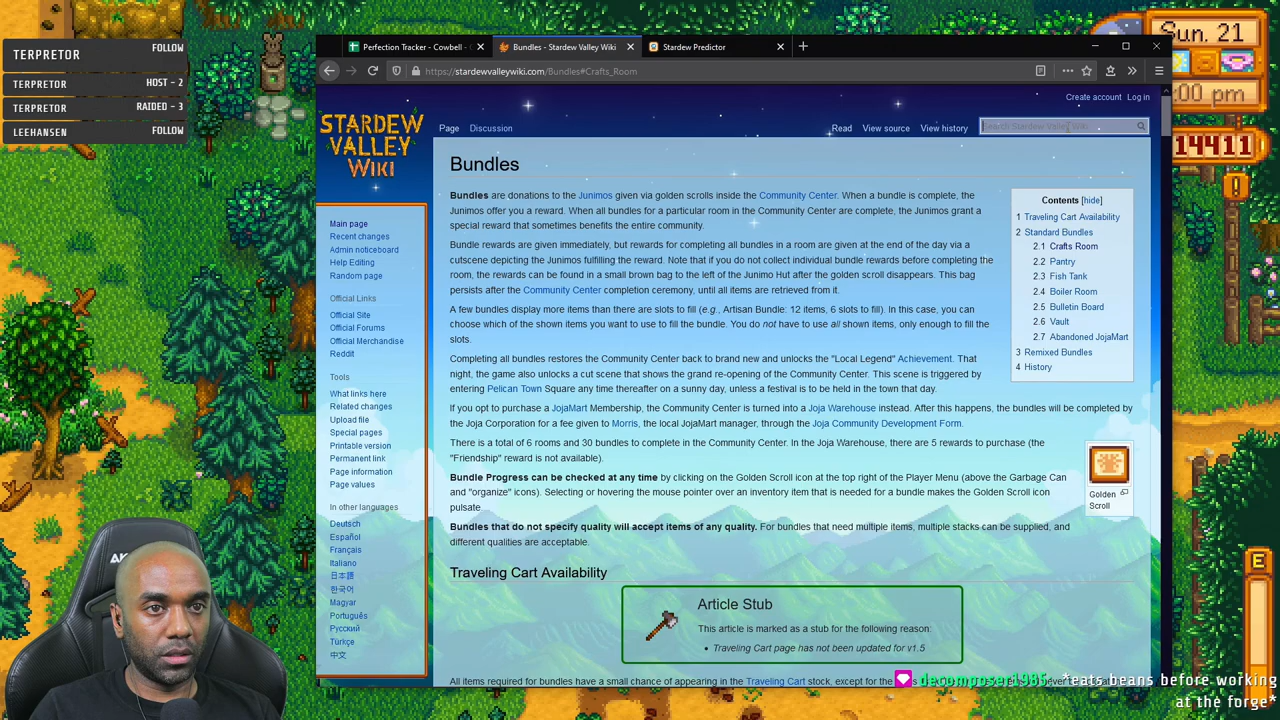 TERPRETOR FOLLOW
TERPRETOR HOST - 2
TERPRETOR RAIDED - 3
LEEHANSEN FOLLOW
Perfection Tracker - Cowbell -
Bundles - Stardew Valley Wiki
Stardew Predictor
https://stardewvalleywiki.com/Bundles#Crafts_Room
Sun. 21
:00 pm
14411
Create account Log in
STARDEW
VALLEY
WIKI
Page Discussion Read View source View history Search Stardew Valley Wiki
Main page
Recent changes
Admin noticeboard
Help Editing
Random page
Official Links
Official Site
Official Forums
Official Merchandise
Reddit
Tools
What links here
Related changes
Upload file
Special pages
Printable version
Permanent link
Page information
Page values
In other languages
Deutsch
Español
Français
Italiano
日本語
한국어
Magyar
Português
Русский
Türkçe
中文
Bundles
Bundles are donations to the Junimos given via golden scrolls inside the Community Center. When a bundle is complete, the
Junimos offer you a reward. When all bundles for a particular room in the Community Center are complete, the Junimos grant a
special reward that sometimes benefits the entire community.
Bundle rewards are given immediately, but rewards for completing all bundles in a room are given at the end of the day via a
cutscene depicting the Junimos fulfilling the reward. Note that if you do not collect individual bundle rewards before completing the
room, the rewards can be found in a small brown bag to the left of the Junimo Hut after the golden scroll disappears. This bag
persists after the Community Center completion ceremony, until all items are retrieved from it.
A few bundles display more items than there are slots to fill (e.g., Artisan Bundle: 12 items, 6 slots to fill). In this case, you can
choose which of the shown items you want to use to fill the bundle. You do not have to use all shown items, only enough to fill the
slots.
Completing all bundles restores the Community Center back to brand new and unlocks the "Local Legend" Achievement. That
night, the game also unlocks a cut scene that shows the grand re-opening of the Community Center. This scene is triggered by
entering Pelican Town Square any time thereafter on a sunny day, unless a festival is to be held in the town that day.
If you opt to purchase a JojaMart Membership, the Community Center is turned into a Joja Warehouse instead. After this happens, the bundles will be completed by
the Joja Corporation for a fee given to Morris, the local JojaMart manager, through the Joja Community Development Form.
There is a total of 6 rooms and 30 bundles to complete in the Community Center. In the Joja Warehouse, there are 5 rewards to purchase (the
"Friendship" reward is not available).
Bundle Progress can be checked at any time by clicking on the Golden Scroll icon at the top right of the Player Menu (above the Garbage Can
and "organize" icons). Selecting or hovering the mouse pointer over an inventory item that is needed for a bundle makes the Golden Scroll icon
pulsate.
Bundles that do not specify quality will accept items of any quality. For bundles that need multiple items, multiple stacks can be supplied, and
different qualities are acceptable.
Contents [hide]
1 Traveling Cart Availability
2 Standard Bundles
2.1 Crafts Room
2.2 Pantry
2.3 Fish Tank
2.4 Boiler Room
2.5 Bulletin Board
2.6 Vault
2.7 Abandoned JojaMart
3 Remixed Bundles
4 History
Golden
Scroll
Traveling Cart Availability
Article Stub
This article is marked as a stub for the following reason:
• Traveling Cart page has not been updated for v1.5
All items required for bundles have a small chance of appearing in the Traveling Cart stock, except for the
E
AK
decomposer1985: *eats beans before working
at the forge*